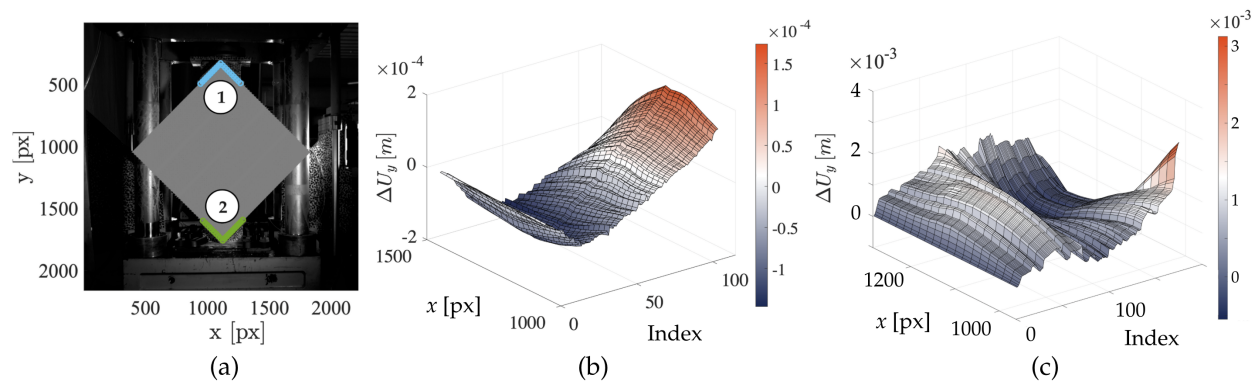 500
1000
1500
2000
y [px]
500 1000 1500 2000
x [px]
1
2
(a)
×10⁻⁴
2
0
-2
ΔU_y [m]
1500
1000
x [px]
0
50
100
Index
×10⁻⁴
1.5
1
0.5
0
-0.5
-1
(b)
×10⁻³
4
2
0
ΔU_y [m]
1200
1000
x [px]
0
100
Index
×10⁻³
3
2
1
0
(c)